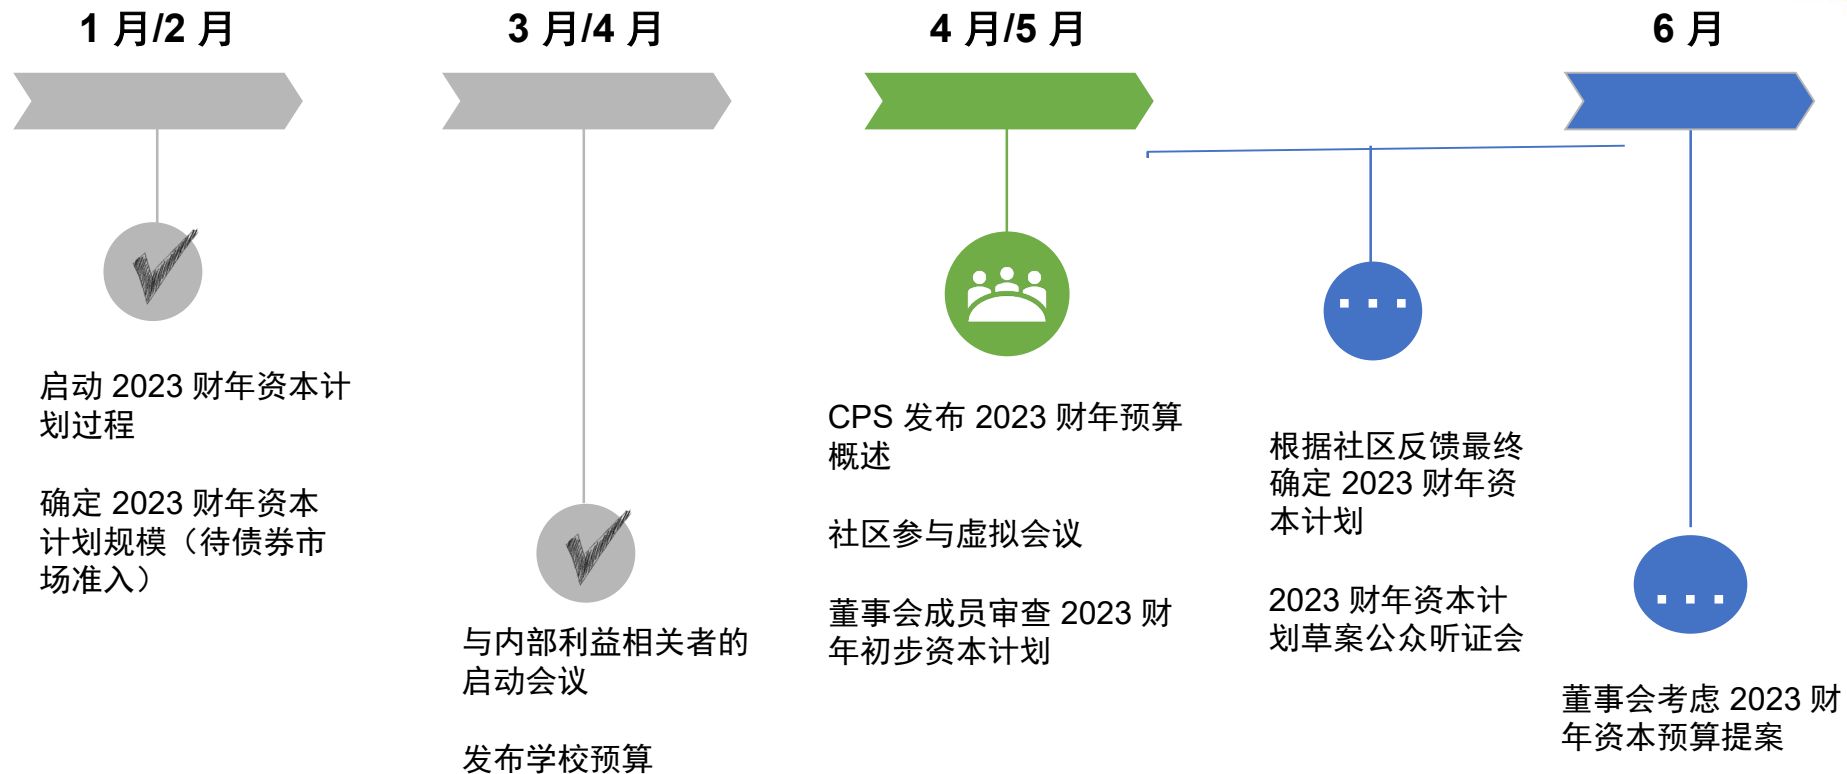 1 月/2 月
3 月/4 月
4 月/5 月
6 月
启动 2023 财年资本计
划过程
确定 2023 财年资本
计划规模（待债券市
场准入）
与内部利益相关者的
启动会议
发布学校预算
CPS 发布 2023 财年预算
概述
社区参与虚拟会议
董事会成员审查 2023 财
年初步资本计划
根据社区反馈最终
确定 2023 财年资
本计划
2023 财年资本计
划草案公众听证会
董事会考虑 2023 财
年资本预算提案